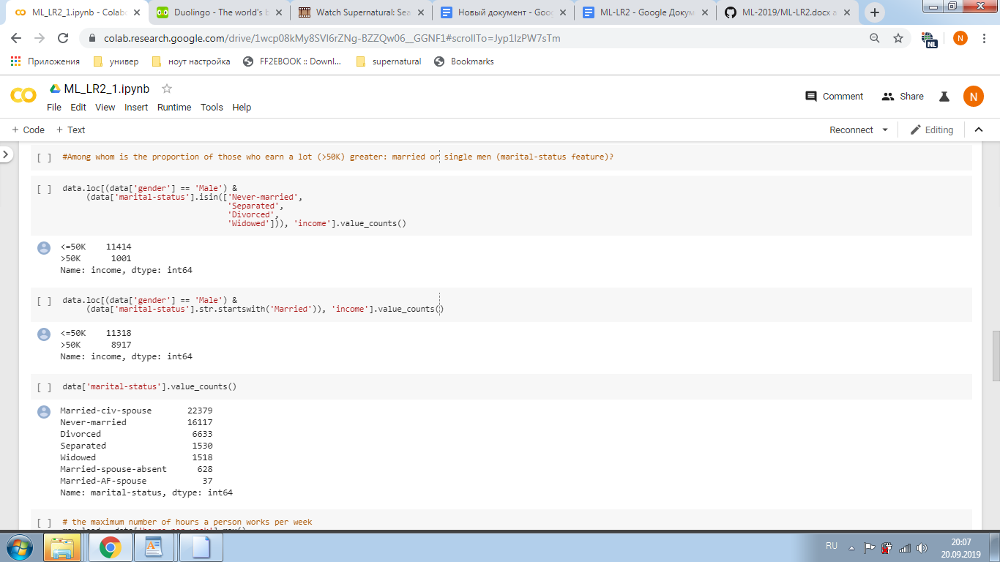 ML_LR2_1.ipynb - Colabo
Duolingo - The world's b
Watch Supernatural: Sea
Новый документ - Goog
ML-LR2 - Google Докум
ML-2019/ML-LR2.docx a
colab.research.google.com/drive/1wcp08kMy8SVl6rZNg-BZZQw06__GGNF1#scrollTo=Jyp1IzPW7sTm
NL
N
Приложения
универ
ноут настройка
FF2EBOOK :: Downl...
supernatural
Bookmarks
ML_LR2_1.ipynb
File Edit View Insert Runtime Tools Help
Comment
Share
N
+ Code + Text
Reconnect
Editing
[ ] #Among whom is the proportion of those who earn a lot (>50K) greater: married or single men (marital-status feature)?
[ ] data.loc[(data['gender'] == 'Male') &
(data['marital-status'].isin(['Never-married',
'Separated',
'Divorced',
'Widowed'])), 'income'].value_counts()
<=50K 11414
>50K 1001
Name: income, dtype: int64
[ ] data.loc[(data['gender'] == 'Male') &
(data['marital-status'].str.startswith('Married')), 'income'].value_counts()
<=50K 11318
>50K 8917
Name: income, dtype: int64
[ ] data['marital-status'].value_counts()
Married-civ-spouse 22379
Never-married 16117
Divorced 6633
Separated 1530
Widowed 1518
Married-spouse-absent 628
Married-AF-spouse 37
Name: marital-status, dtype: int64
[ ] # the maximum number of hours a person works per week
RU
20:07
20.09.2019